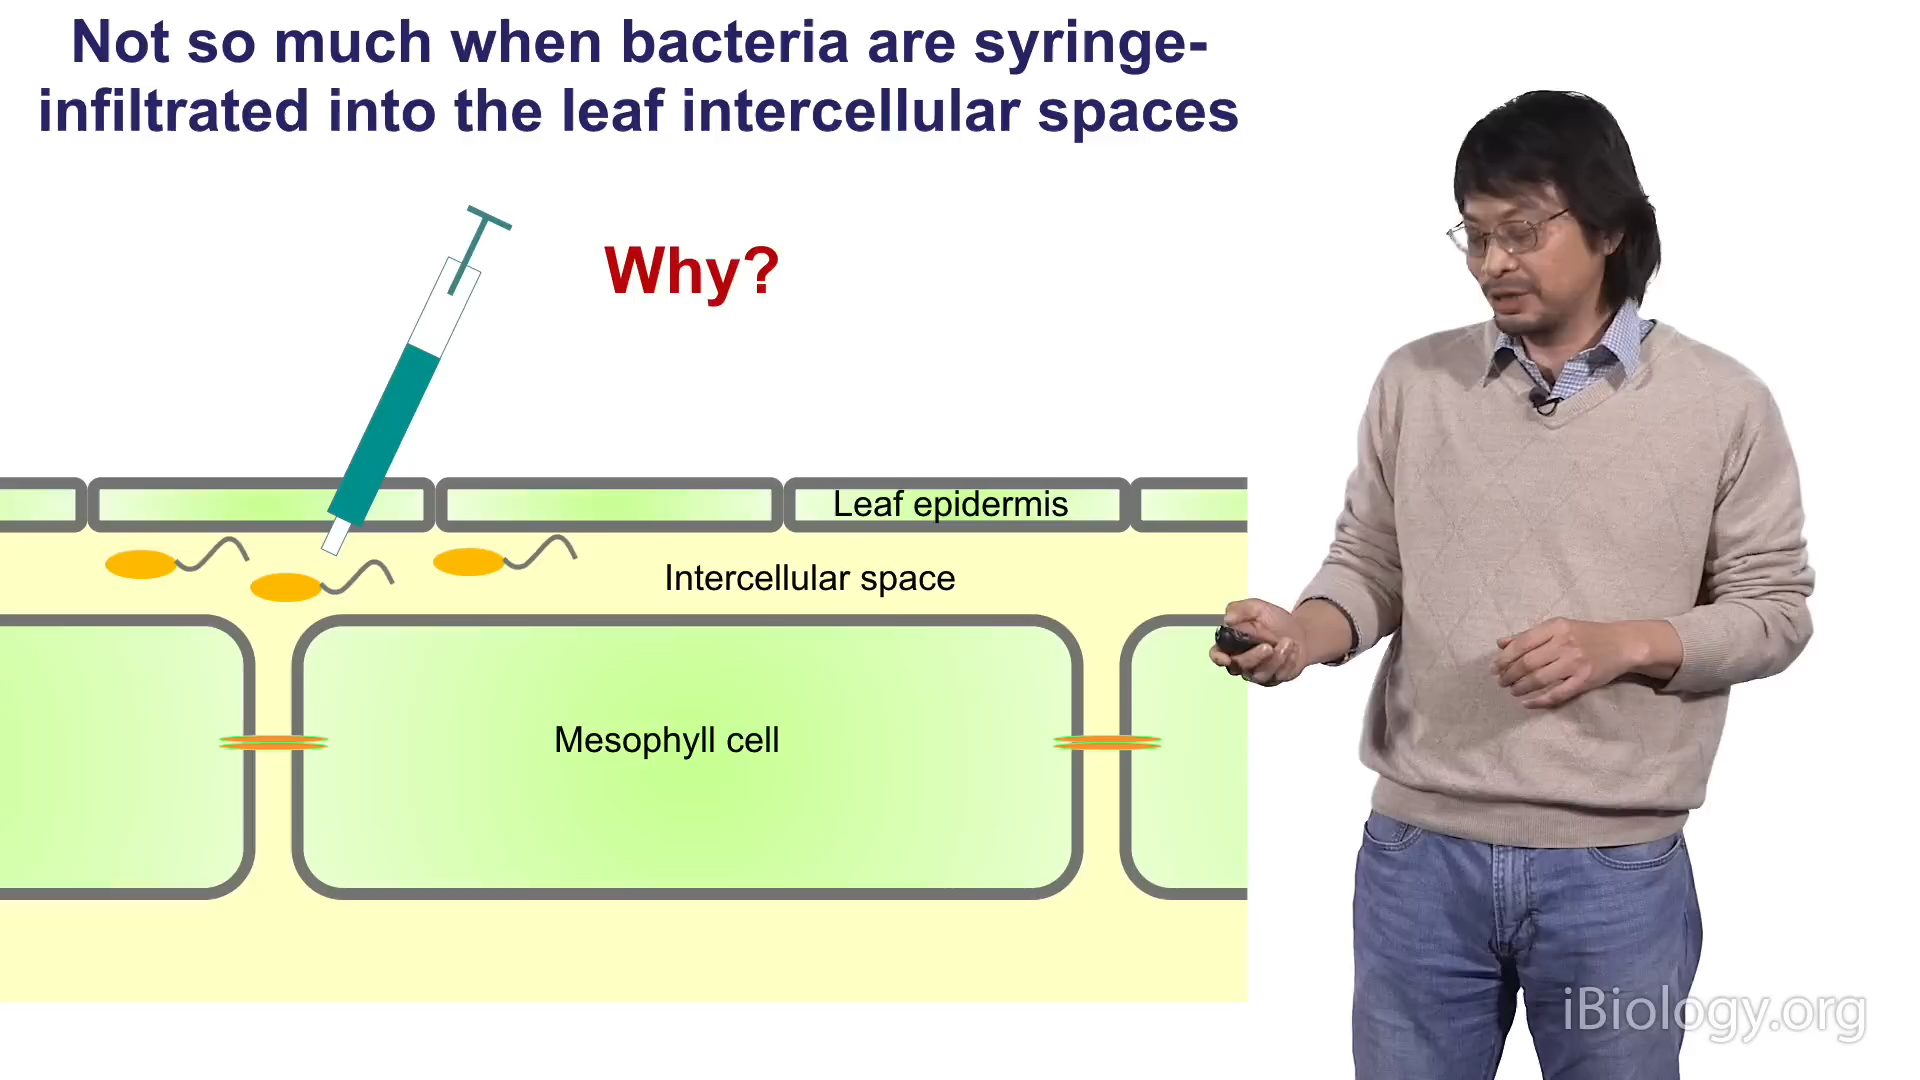 Not so much when bacteria are syringe-
infiltrated into the leaf intercellular spaces
Why?
Leaf epidermis
Intercellular space
Mesophyll cell
iBiology.org